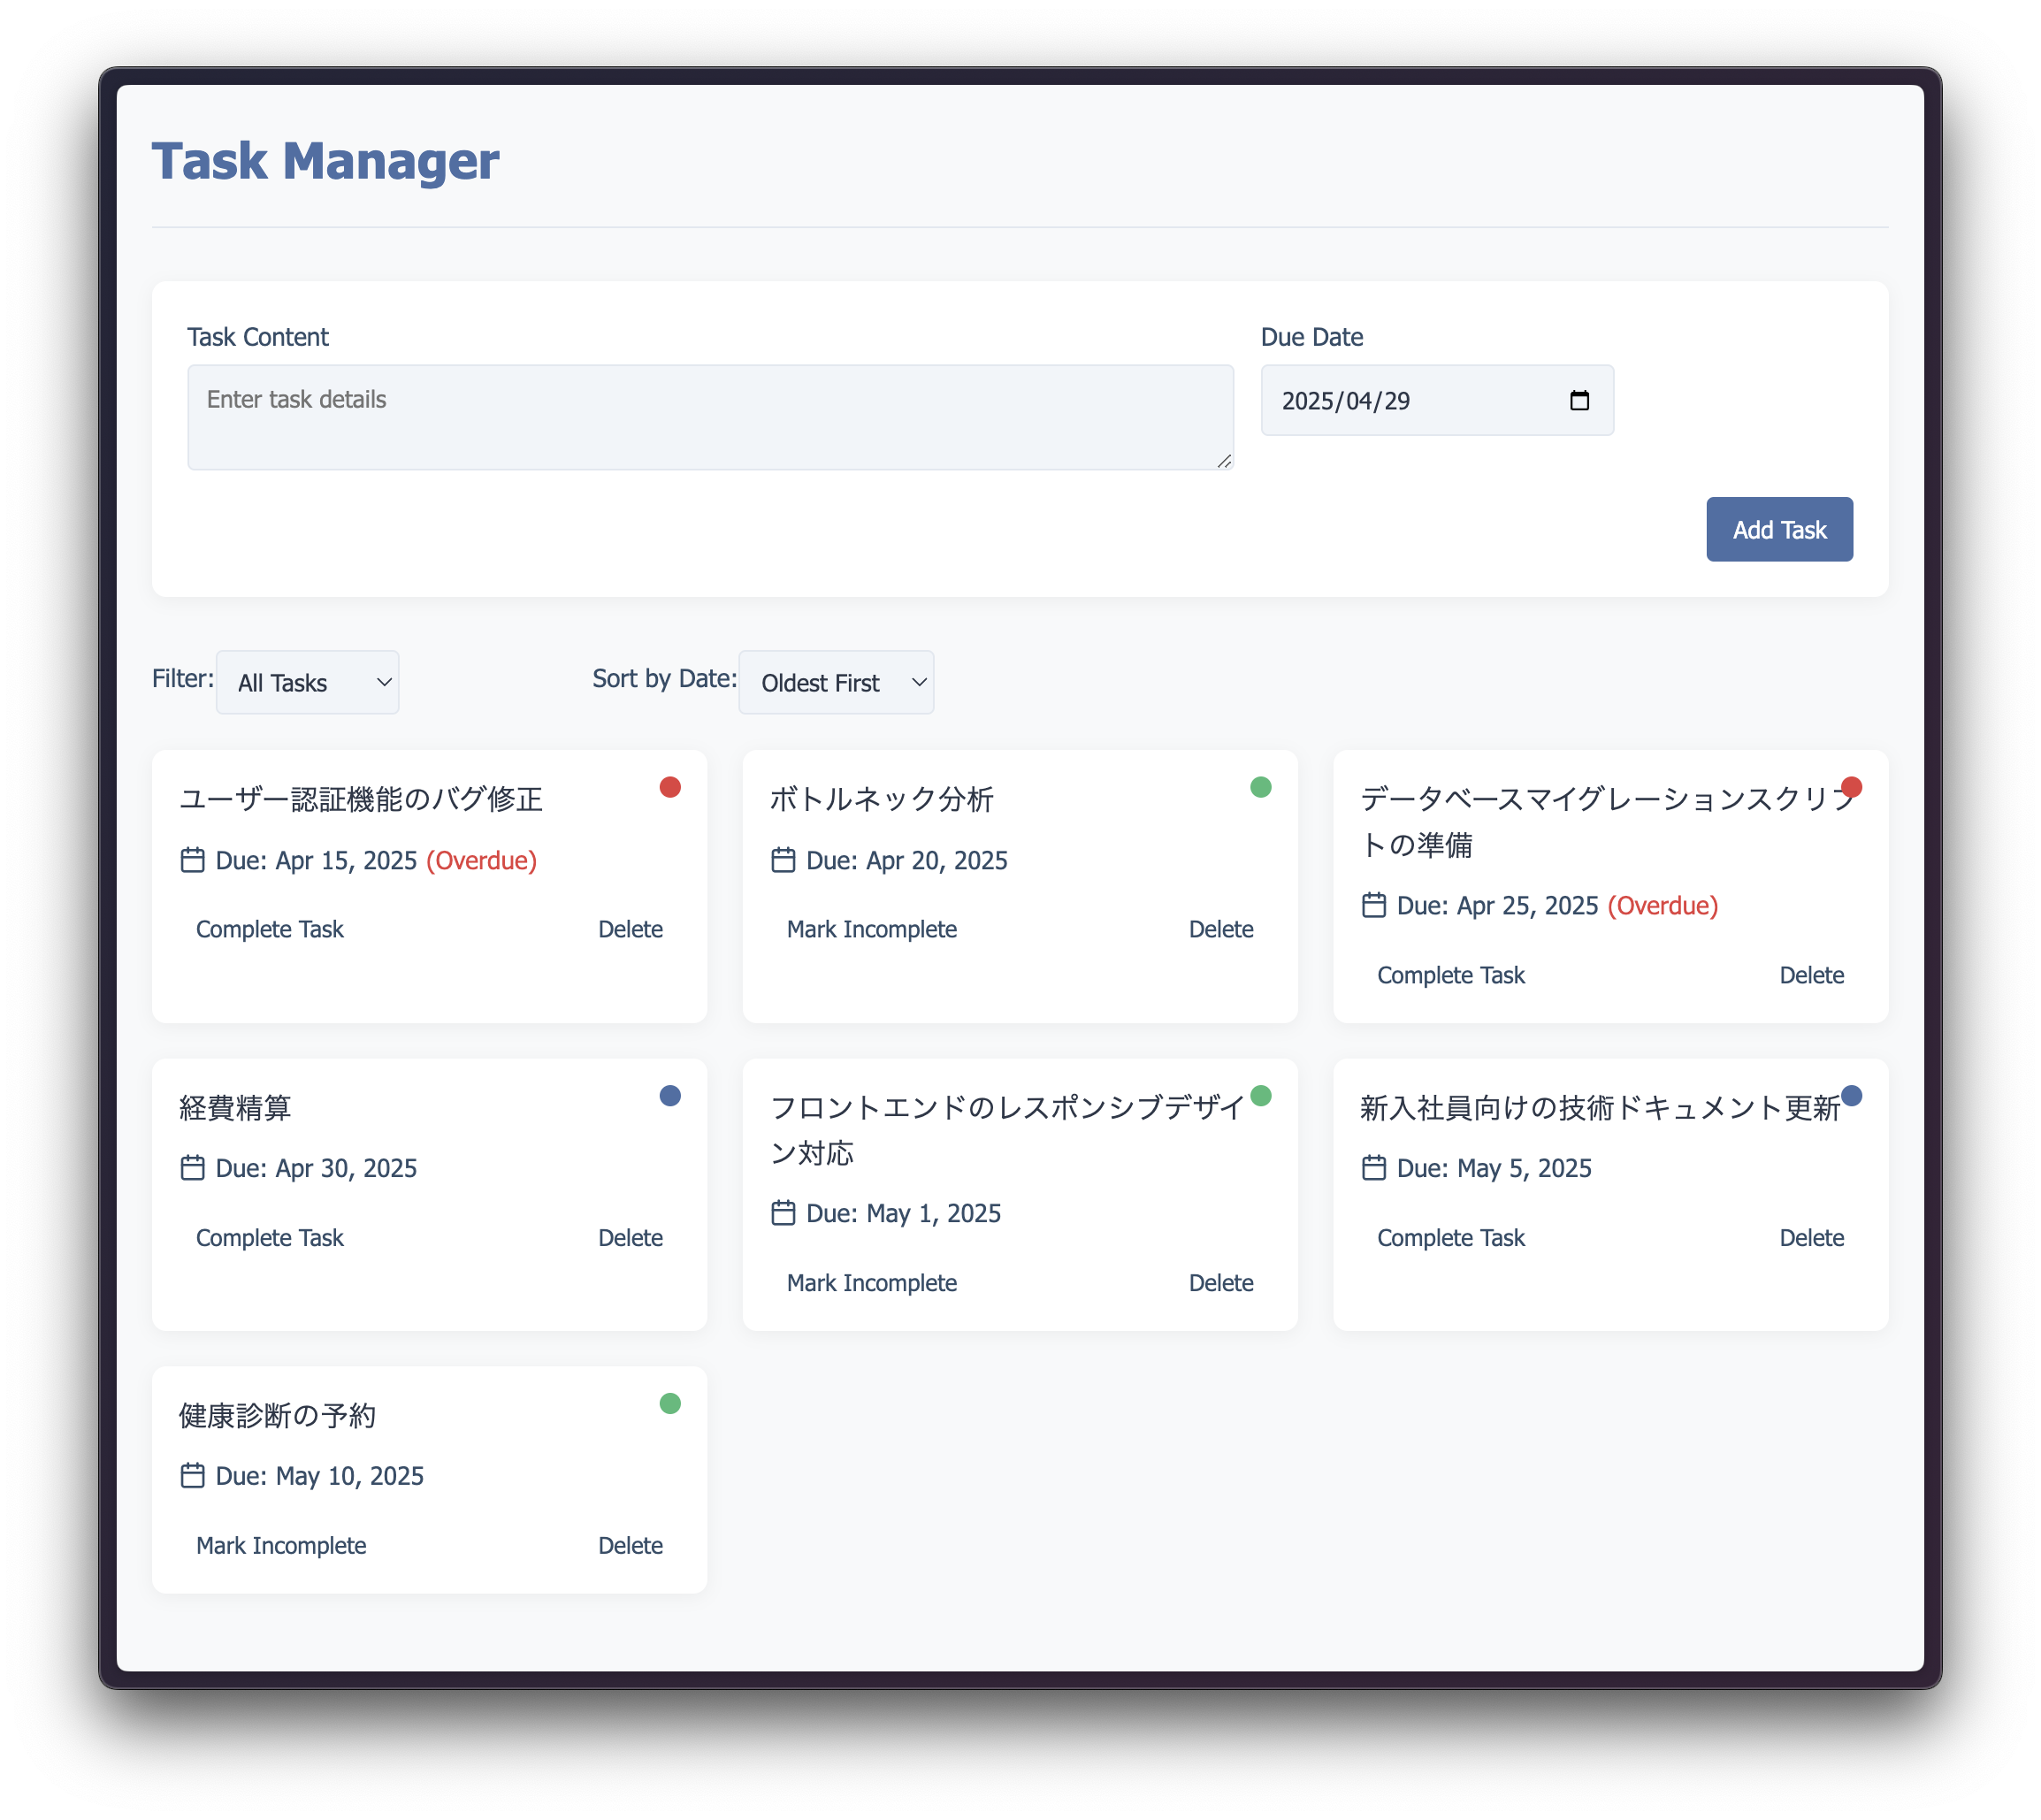 Task Manager
Task Content
Due Date
Enter task details
2025/04/29
Add Task
Filter:
All Tasks
Sort by Date:
Oldest First
ユーザー認証機能のバグ修正
Due: Apr 15, 2025 (Overdue)
Complete Task
Delete
ボトルネック分析
Due: Apr 20, 2025
Mark Incomplete
Delete
データベースマイグレーションスクリプ
トの準備
Due: Apr 25, 2025 (Overdue)
Complete Task
Delete
経費精算
Due: Apr 30, 2025
Complete Task
Delete
フロントエンドのレスポンシブデザイ
ン対応
Due: May 1, 2025
Mark Incomplete
Delete
新入社員向けの技術ドキュメント更新
Due: May 5, 2025
Complete Task
Delete
健康診断の予約
Due: May 10, 2025
Mark Incomplete
Delete